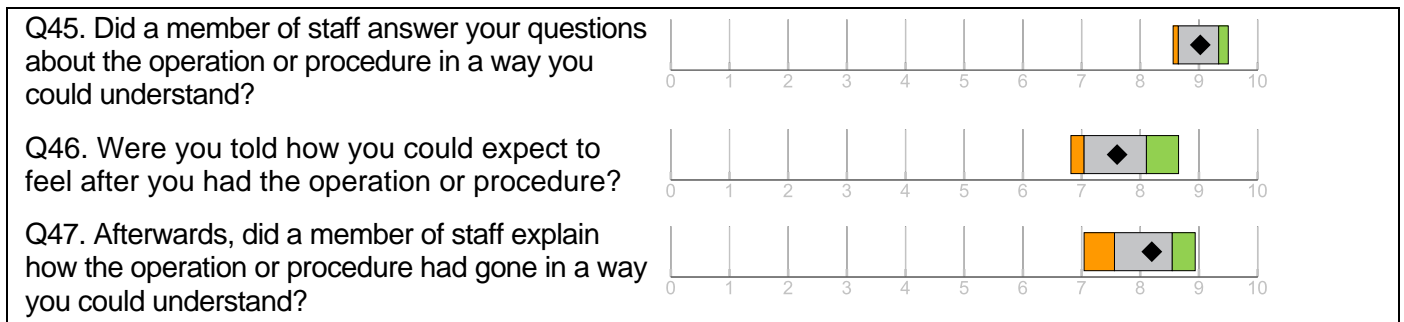 Q45. Did a member of staff answer your questions
about the operation or procedure in a way you
could understand?
0 1 2 3 4 5 6 7 8 9 10
Q46. Were you told how you could expect to
feel after you had the operation or procedure?
0 1 2 3 4 5 6 7 8 9 10
Q47. Afterwards, did a member of staff explain
how the operation or procedure had gone in a way
you could understand?
0 1 2 3 4 5 6 7 8 9 10